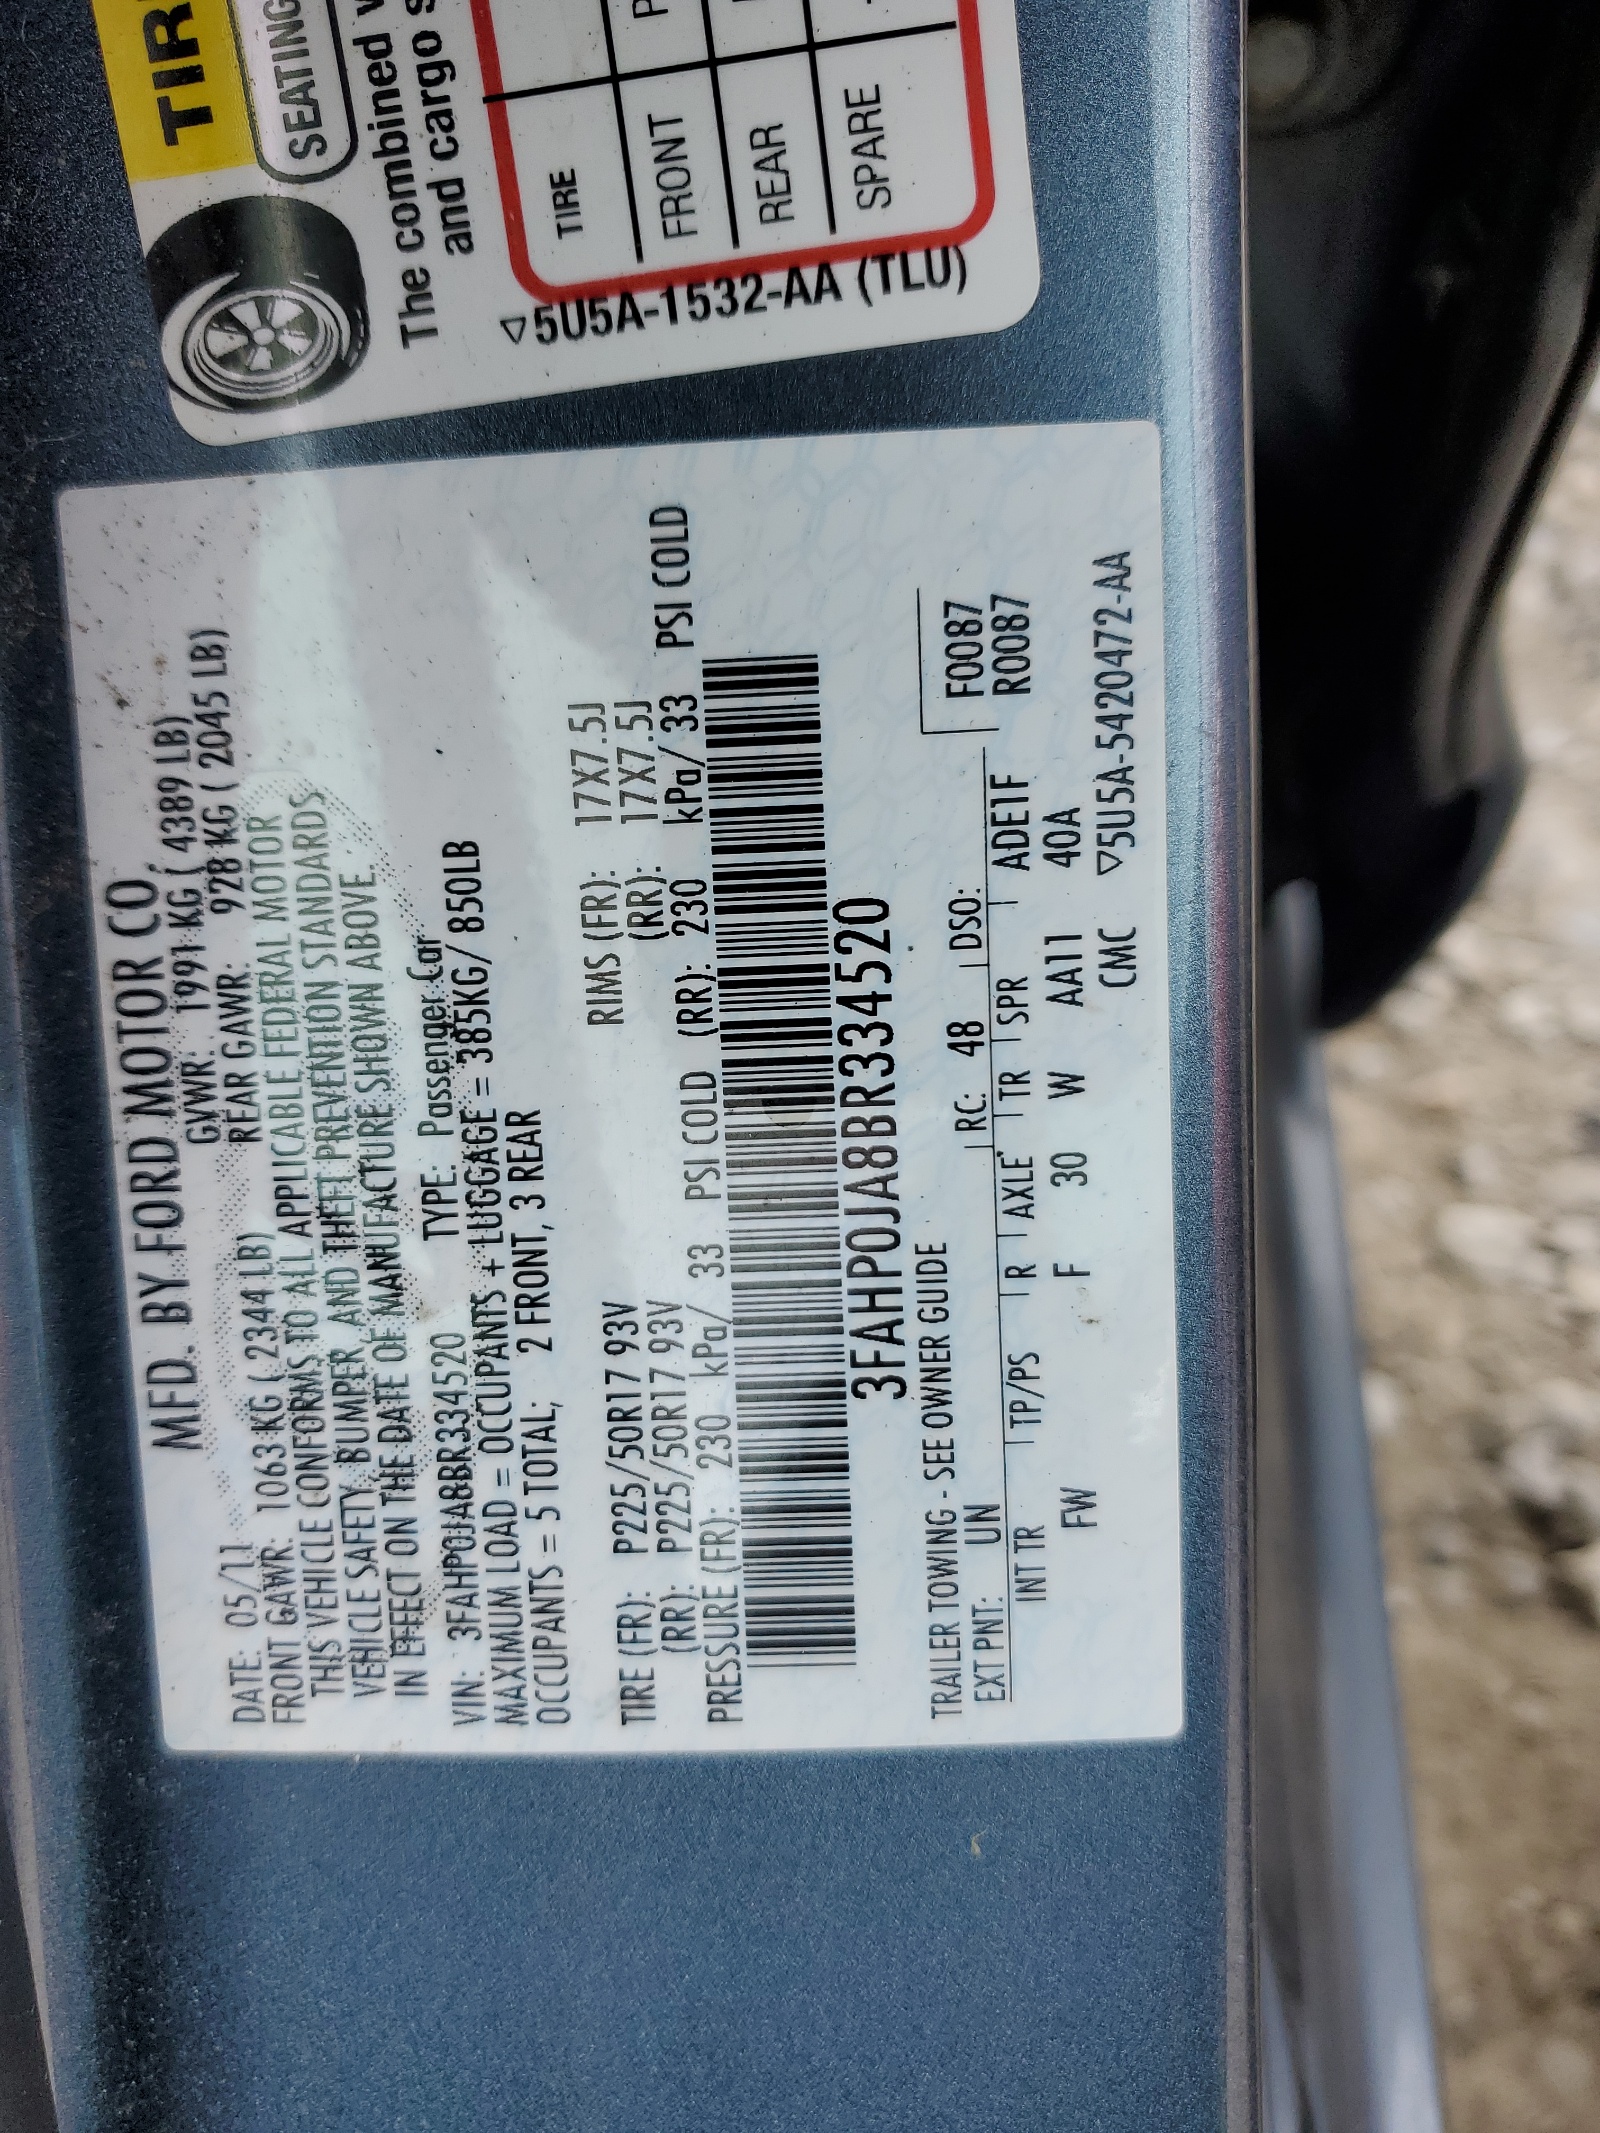 MFD. BY FORD MOTOR CO.
DATE: 05/11 GVWR: 1991 KG ( 4389 LB)
FRONT GAWR: 1063 KG ( 2344 LB) REAR GAWR: 928 KG ( 2045 LB)
THIS VEHICLE CONFORMS TO ALL APPLICABLE FEDERAL MOTOR
VEHICLE SAFETY, BUMPER, AND THEFT PREVENTION STANDARDS
IN EFFECT ON THE DATE OF MANUFACTURE SHOWN ABOVE.
VIN: 3FAHP0JA8BR334520 TYPE: Passenger Car
MAXIMUM LOAD = OCCUPANTS + LUGGAGE = 385KG/ 850LB
OCCUPANTS = 5 TOTAL; 2 FRONT, 3 REAR
TIRE (FR): P225/50R17 93V RIMS (FR): 17X7.5J
(RR): P225/50R17 93V (RR): 17X7.5J
PRESSURE (FR): 230 kPa/ 33 PSI COLD (RR): 230 kPa/ 33 PSI COLD
3FAHP0JA8BR334520
TRAILER TOWING - SEE OWNER GUIDE
EXT PNT: UN RC: 48 DSO: F0087
R0087
INT TR TP/PS R AXLE TR SPR ADE1F
FW F 30 W AA11 40A
CMC ▽5U5A-5420472-AA
TIR
SEATING
The combined
and cargo
TIRE
FRONT P
REAR
SPARE
▽5U5A-1532-AA (TLU)